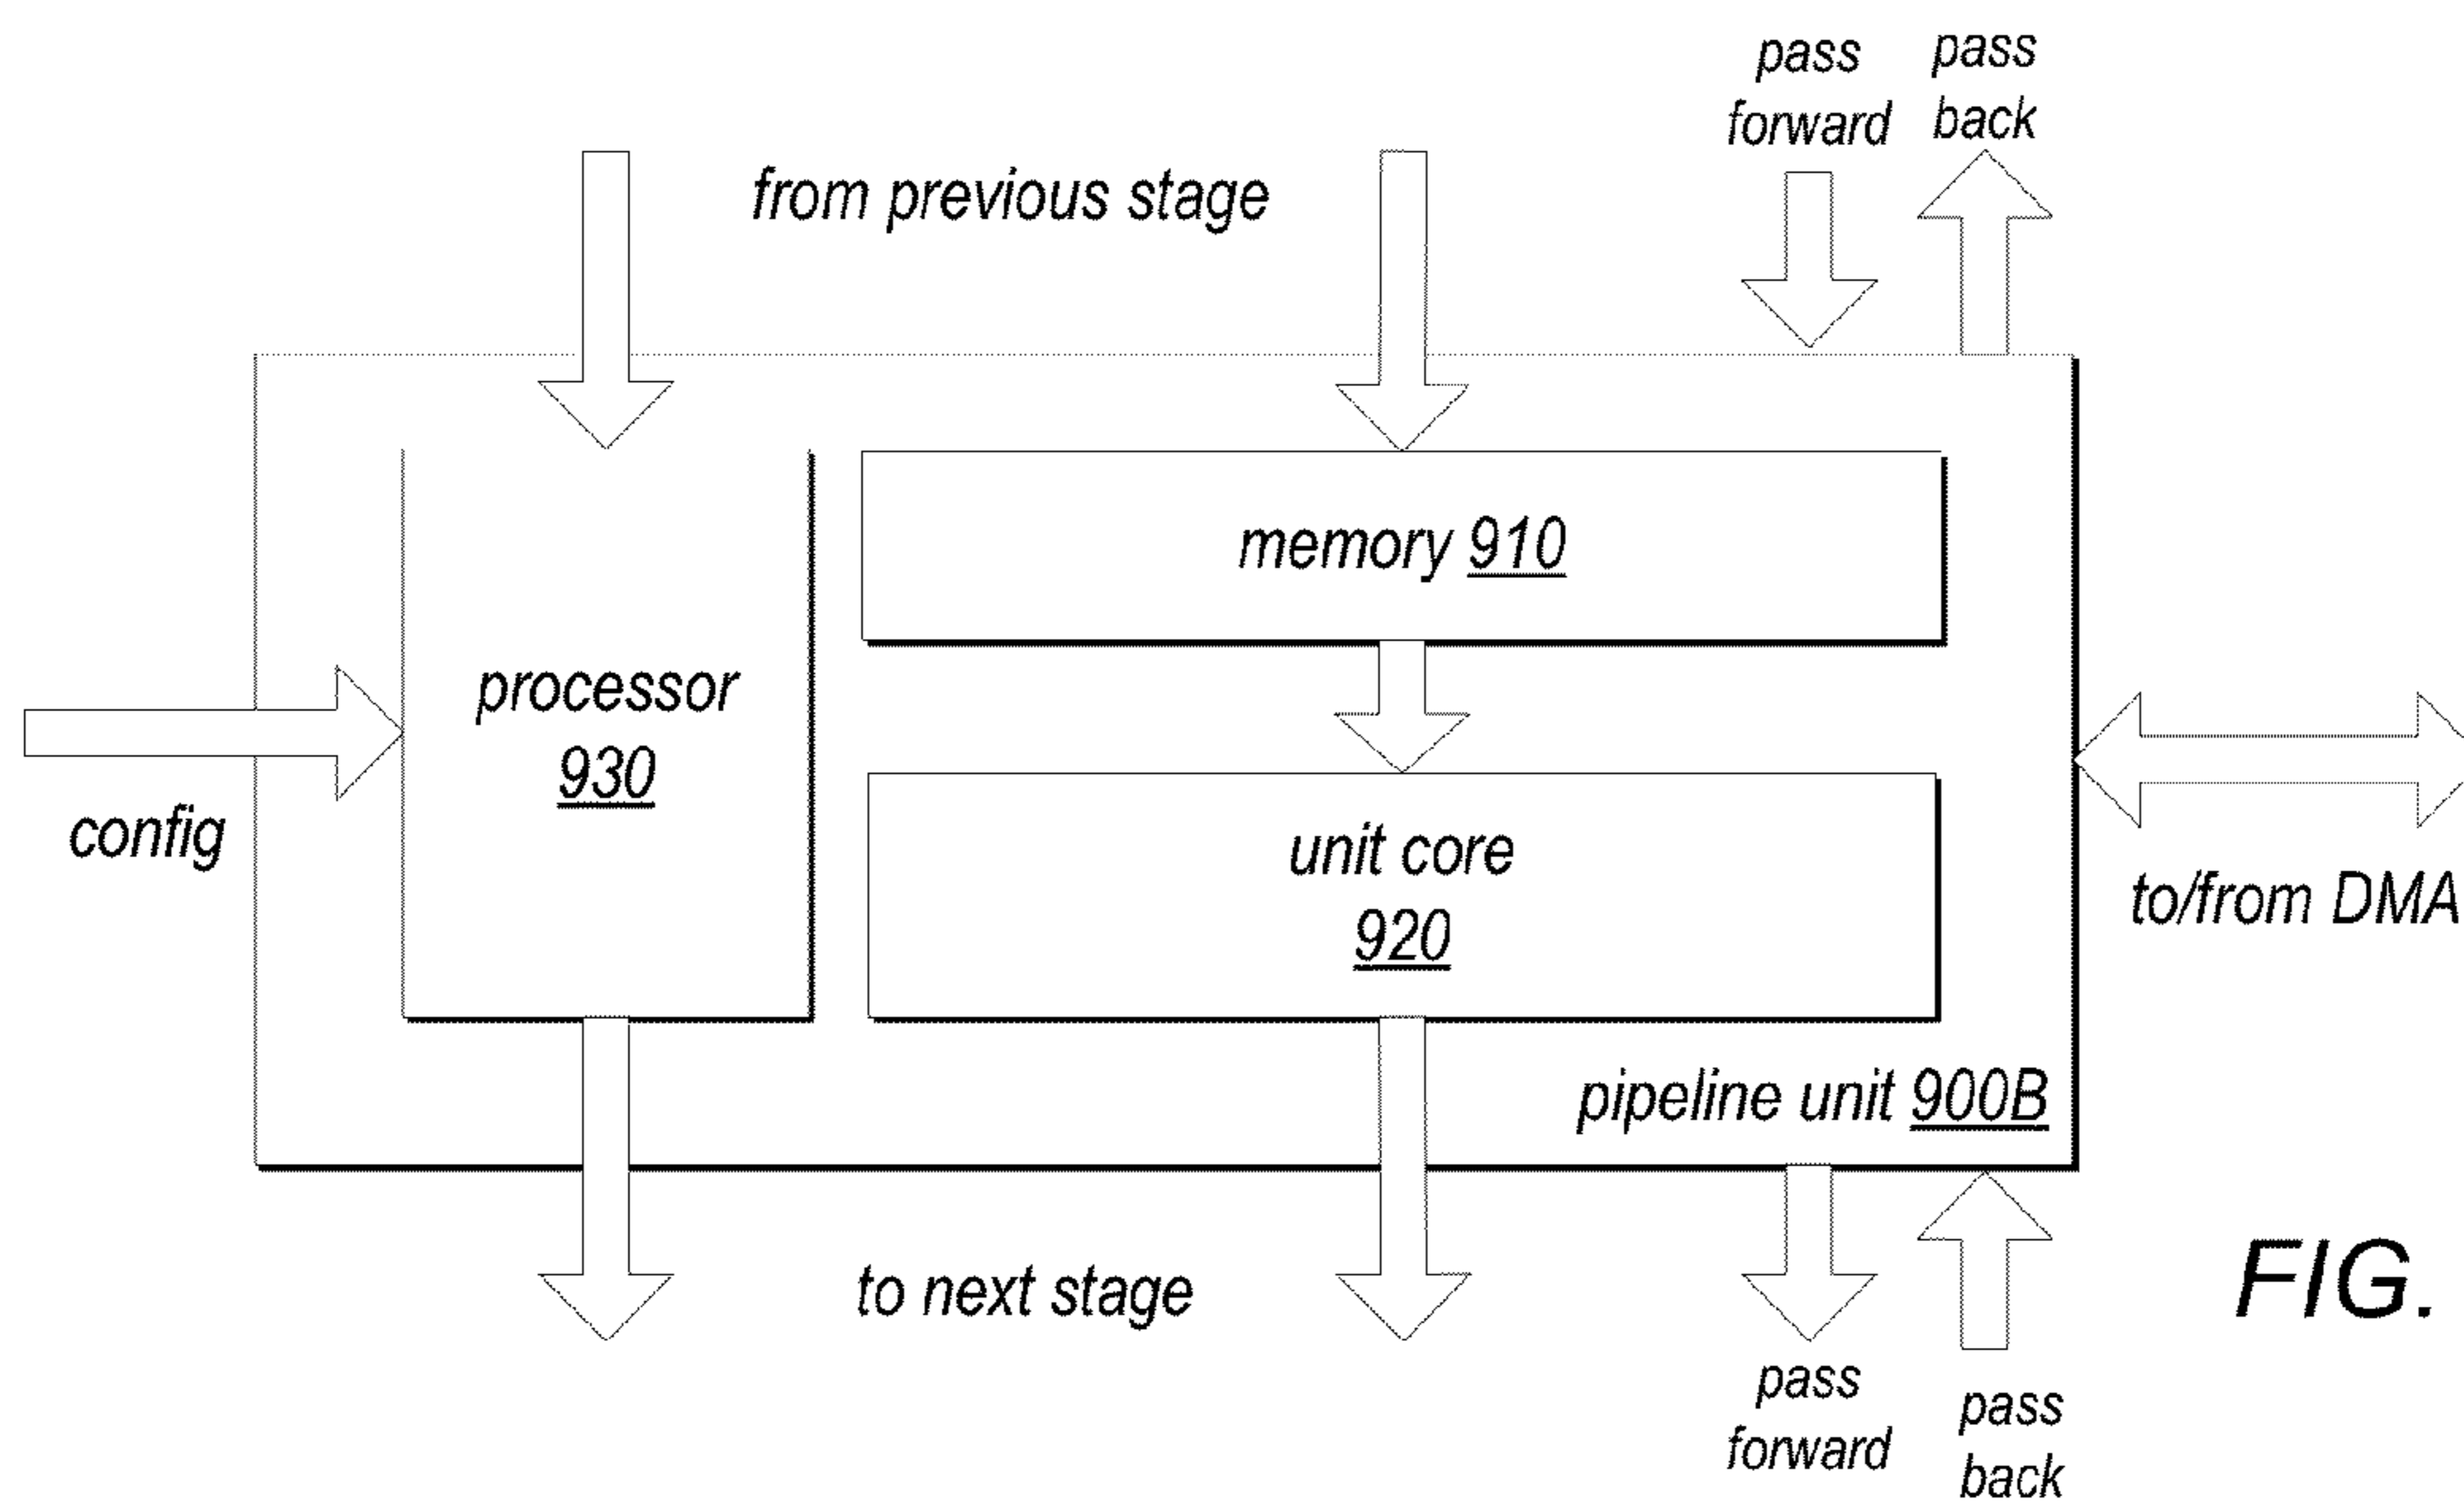 pass
forward
pass
back
from previous stage
memory 910
processor
930
config
unit core
920
to/from DMA
pipeline unit 900B
to next stage
FIG.
pass
forward
pass
back